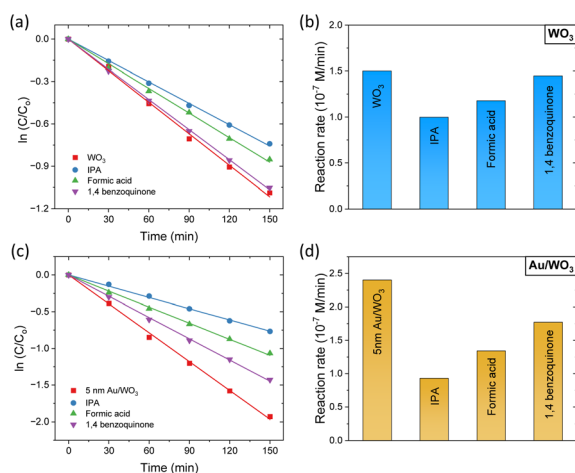 (a)
ln (C/Cₒ)
0.0
-0.3
-0.6
-0.9
-1.2
WO₃
IPA
Formic acid
1,4 benzoquinone
0 30 60 90 120 150
Time (min)
(b)
WO₃
Reaction rate (10⁻⁷ M/min)
2.0
1.5
1.0
0.5
0.0
WO₃
IPA
Formic acid
1,4 benzoquinone
(c)
ln (C/Cₒ)
0.0
-0.5
-1.0
-1.5
-2.0
5 nm Au/WO₃
IPA
Formic acid
1,4 benzoquinone
0 30 60 90 120 150
Time (min)
(d)
Au/WO₃
Reaction rate (10⁻⁷ M/min)
2.5
2.0
1.5
1.0
0.5
0.0
5nm Au/WO₃
IPA
Formic acid
1,4 benzoquinone